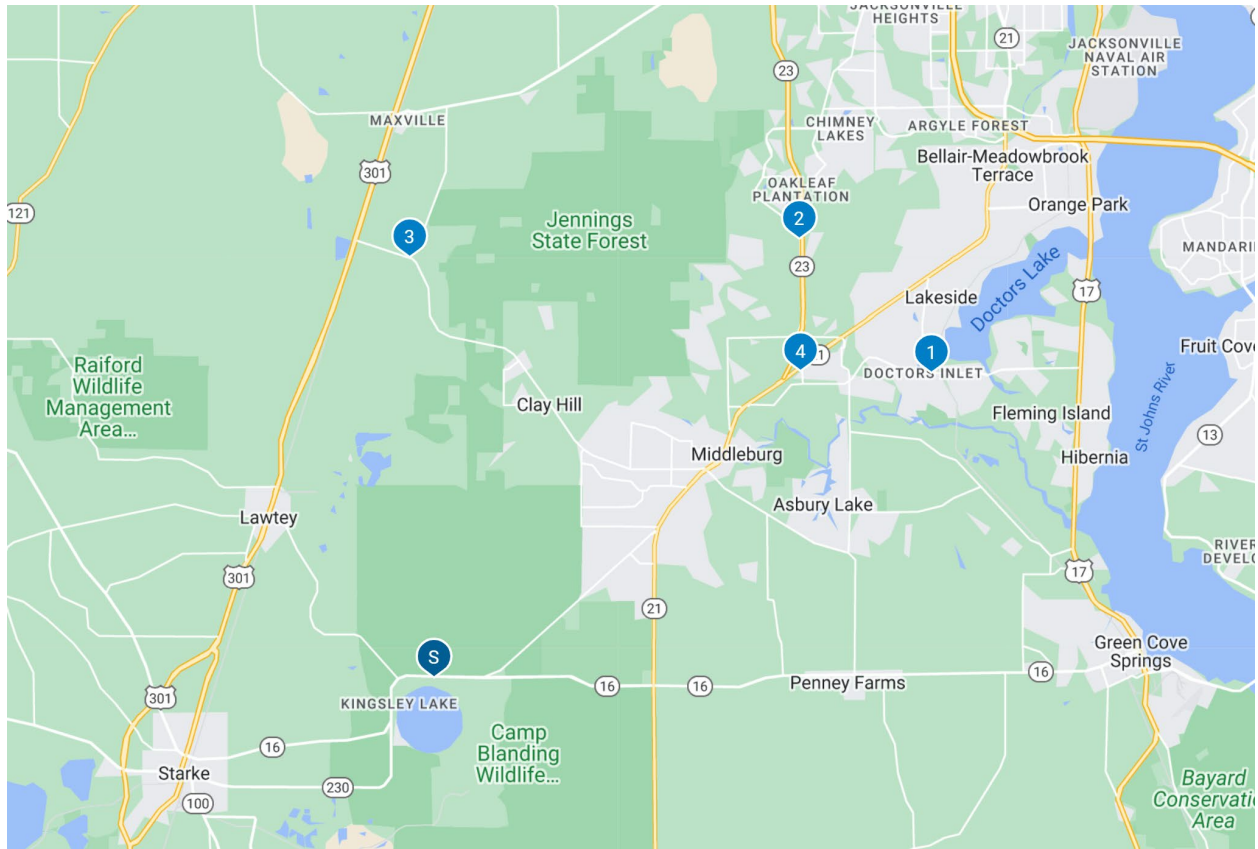 JACKSONVILLE
HEIGHTS
21
JACKSONVILLE
NAVAL AIR
STATION
23
MAXVILLE
CHIMNEY
LAKES
ARGYLE FOREST
Bellair-Meadowbrook
Terrace
301
OAKLEAF
PLANTATION
121
2
Orange Park
3
Jennings
State Forest
MANDARI
23
Doctors Lake
17
Lakeside
4
1
1
Fruit Cove
Raiford
Wildlife
Management
Area...
DOCTORS INLET
St Johns River
Clay Hill
Fleming Island
13
Middleburg
Hibernia
Asbury Lake
Lawtey
RIVER
DEVELO
301
17
21
S
Green Cove
Springs
16
16
16
Penney Farms
301
KINGSLEY LAKE
16
Camp
Blanding
Wildlife...
Starke
230
100
Bayard
Conservatio
Area